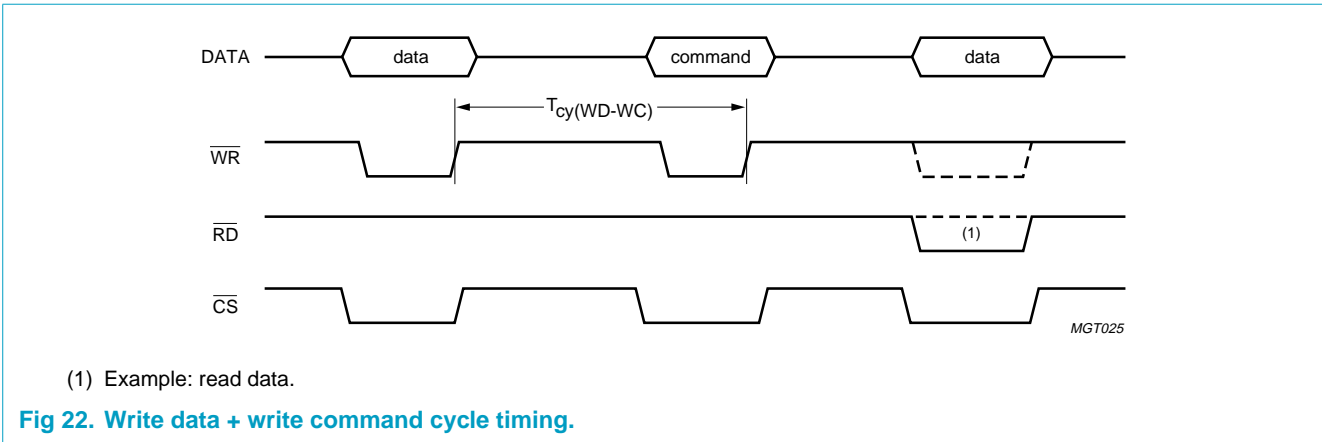 DATA data command data
Tcy(WD-WC)
WR
RD (1)
CS
MGT025
(1) Example: read data.
Fig 22. Write data + write command cycle timing.